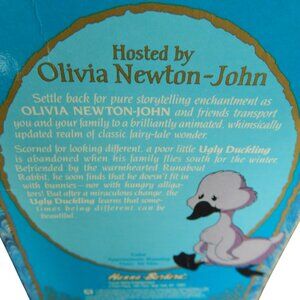 Hosted by
Olivia Newton-John
Settle back for pure storytelling enchantment as
OLIVIA NEWTON-JOHN and friends transport
you and your family to a brilliantly animated, whimsically
updated realm of classic fairy-tale wonder.
Scorned for looking different, a poor little Ugly Duckling
is abandoned when his family flies south for the winter.
Befriended by the warmhearted Runabout
Rabbit, he soon finds that he doesn't fit in
with bunnies—nor with hungry alliga-
tors! But after a miraculous change, the
Ugly Duckling learns that some-
times being different can be
beautiful.
Color
Hanna-Barbera